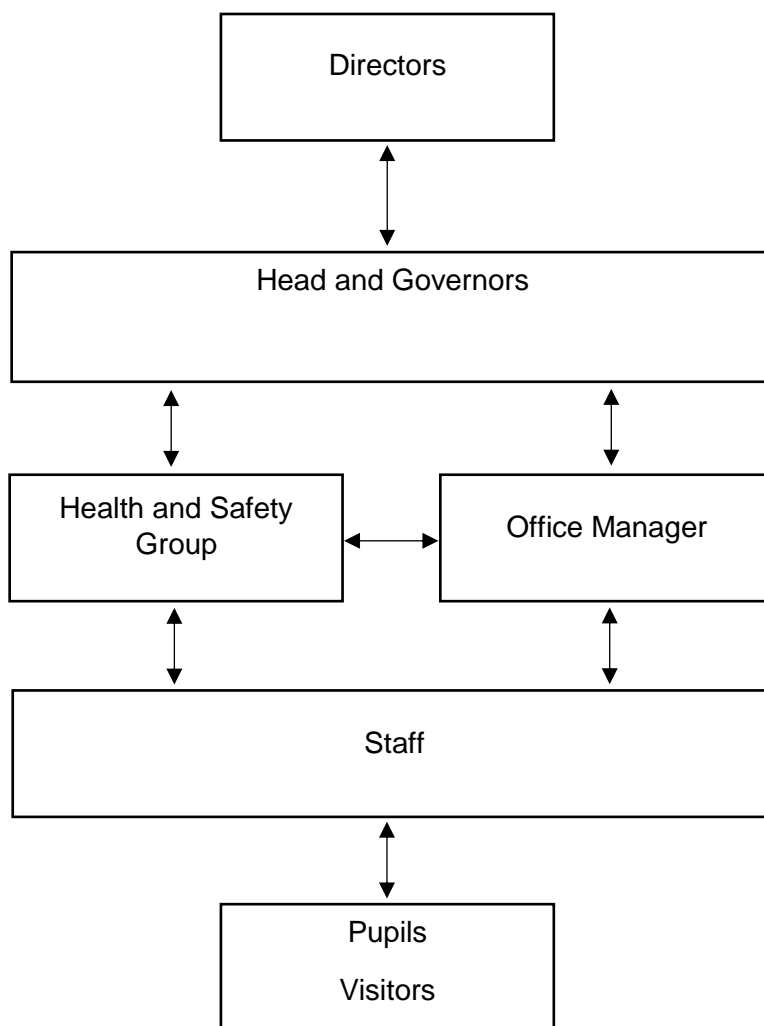 Directors
Head and Governors
Health and Safety
Group
Office Manager
Staff
Pupils
Visitors